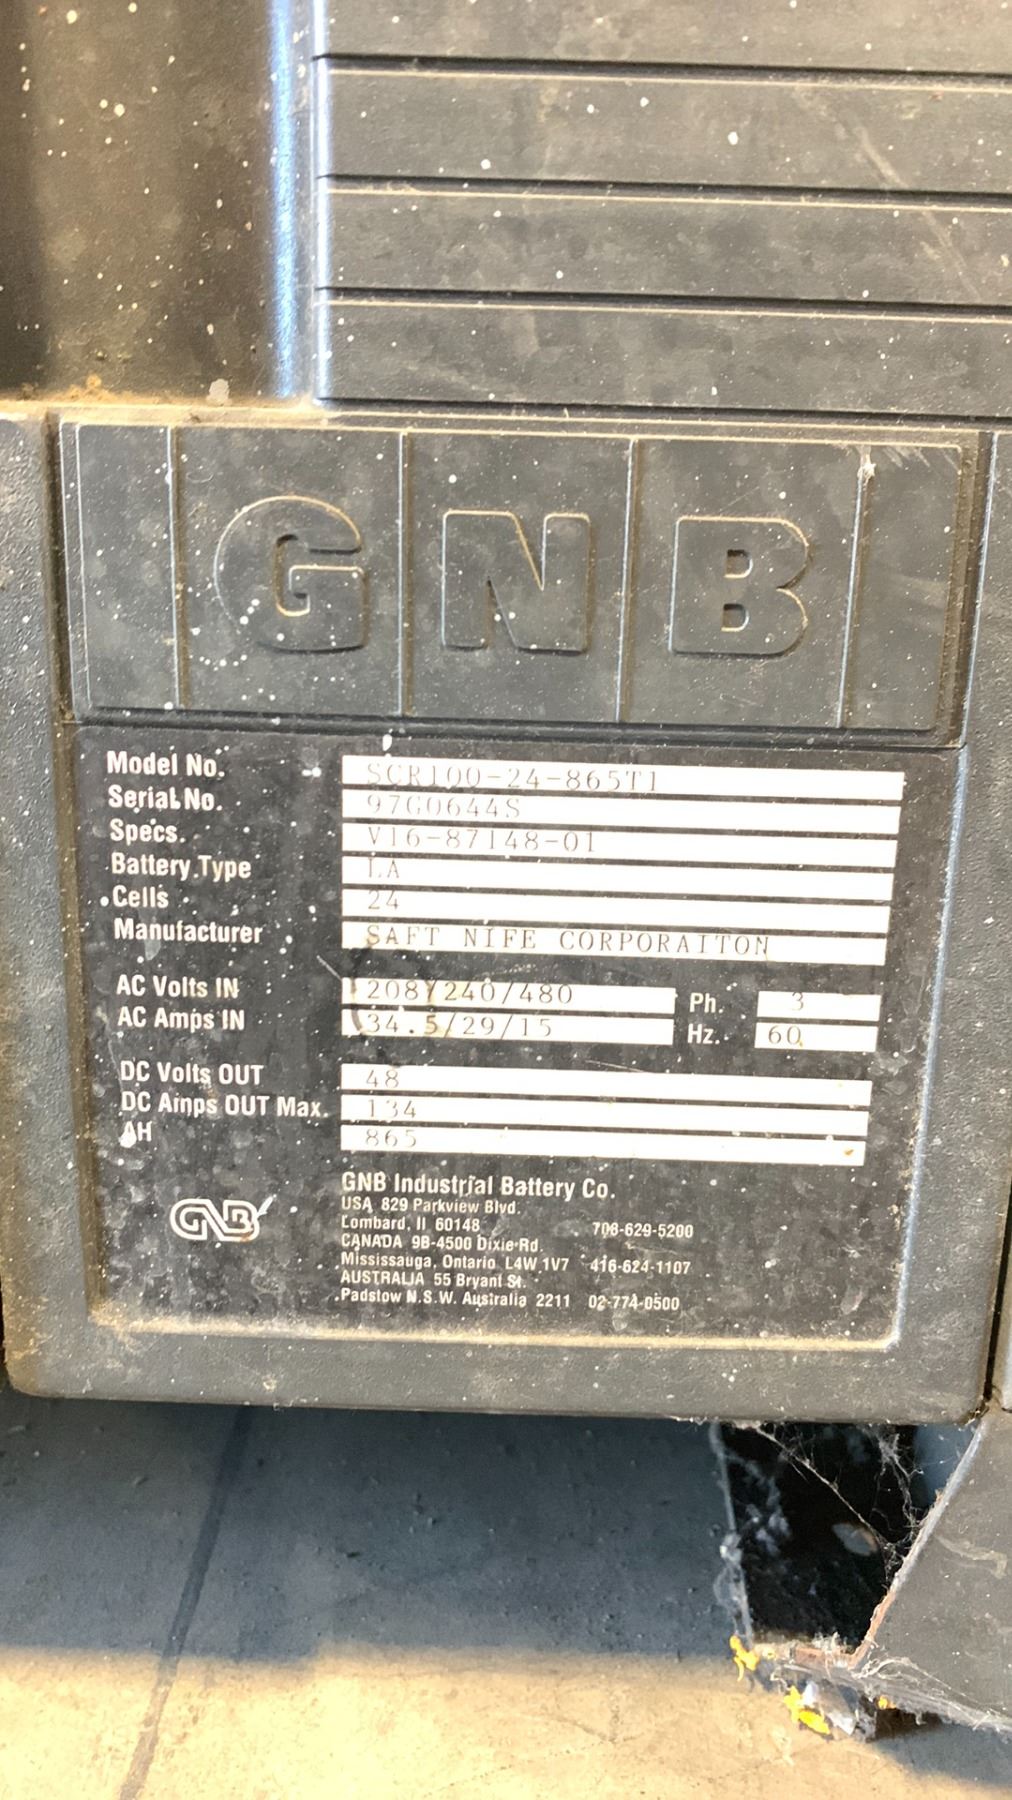 GNB
Model No. SCR100-24-865T1
Serial No. 97G0644S
Specs. V16-87148-01
Battery Type LA
Cells 24
Manufacturer SAFT NIFE CORPORAITON
AC Volts IN 208/240/480 Ph. 3
AC Amps IN 34.5/29/15 Hz. 60
DC Volts OUT 48
DC Amps OUT Max. 134
AH 865
GNB Industrial Battery Co.
USA 829 Parkview Blvd.
Lombard, Il 60148 708-629-5200
CANADA 9B-4500 Dixie Rd.
Mississauga, Ontario L4W 1V7 416-624-1107
AUSTRALIA 55 Bryant St.
Padstow N.S.W. Australia 2211 02-774-0500
GNB